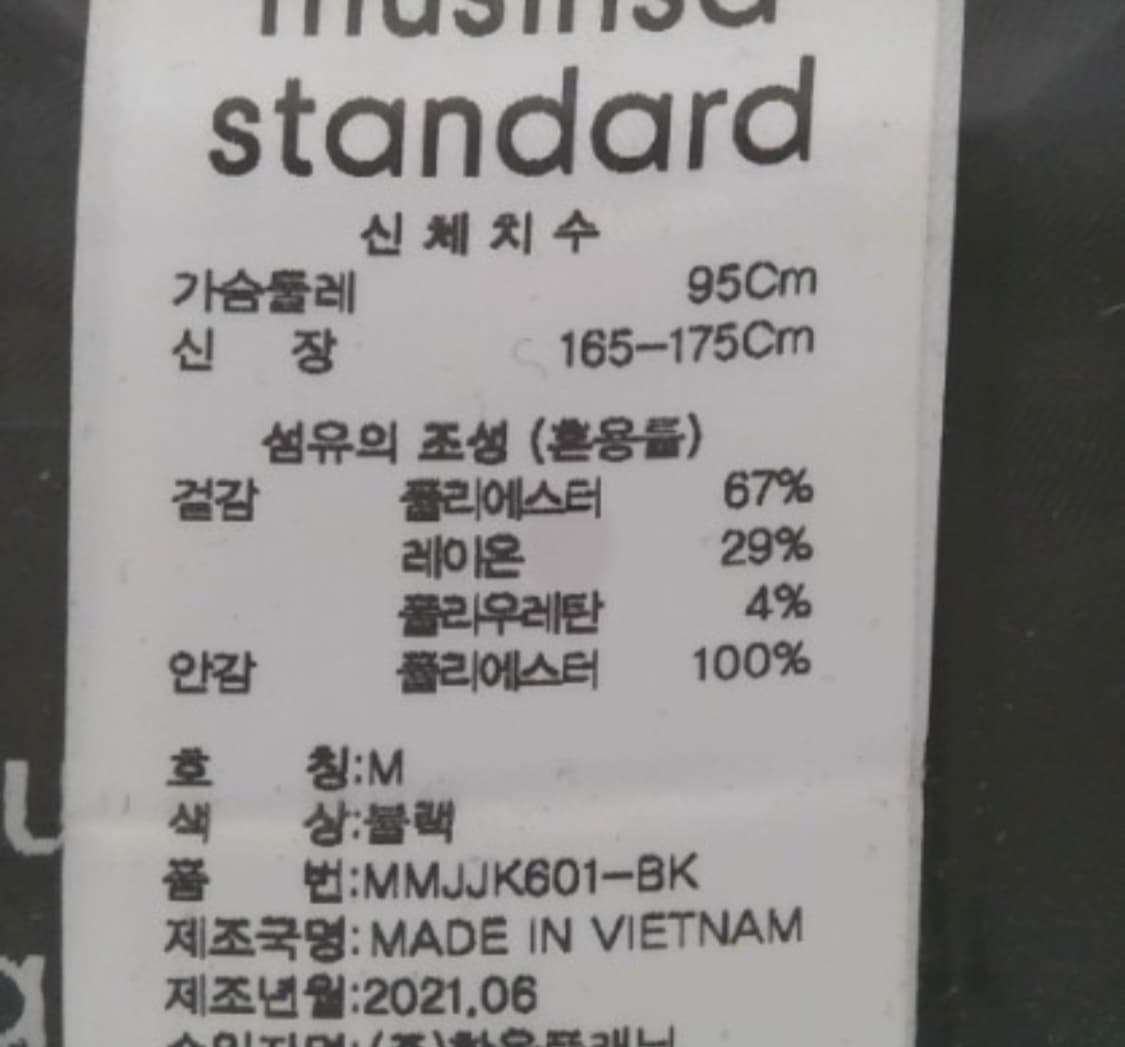 musinsa
standard
신체치수
가슴둘레 95Cm
신 장 165-175Cm
섬유의 조성 (혼용률)
겉감 폴리에스터 67%
레이온 29%
폴리우레탄 4%
안감 폴리에스터 100%
호 칭:M
색 상:블랙
품 번:MMJJK601-BK
제조국명:MADE IN VIETNAM
제조년월:2021.06